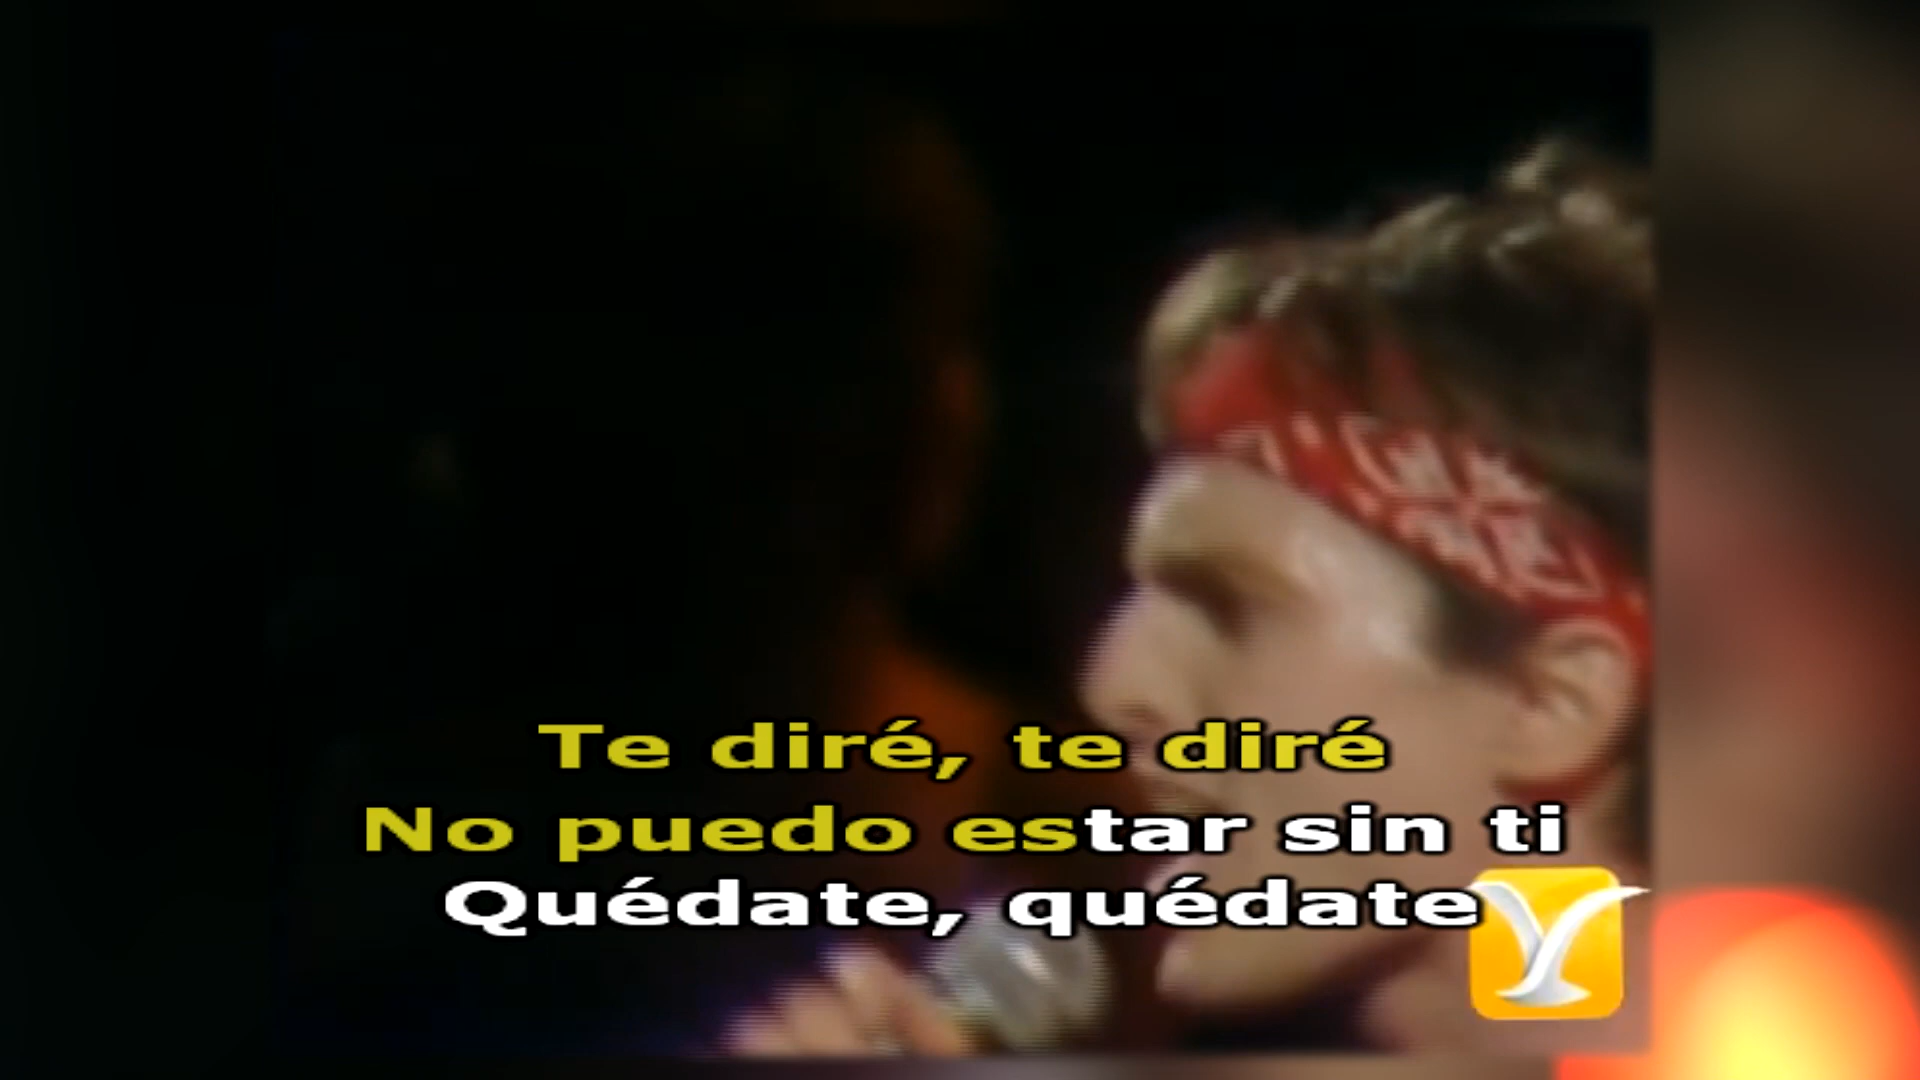 Te diré, te diré
No puedo estar sin ti
Quédate, quédate